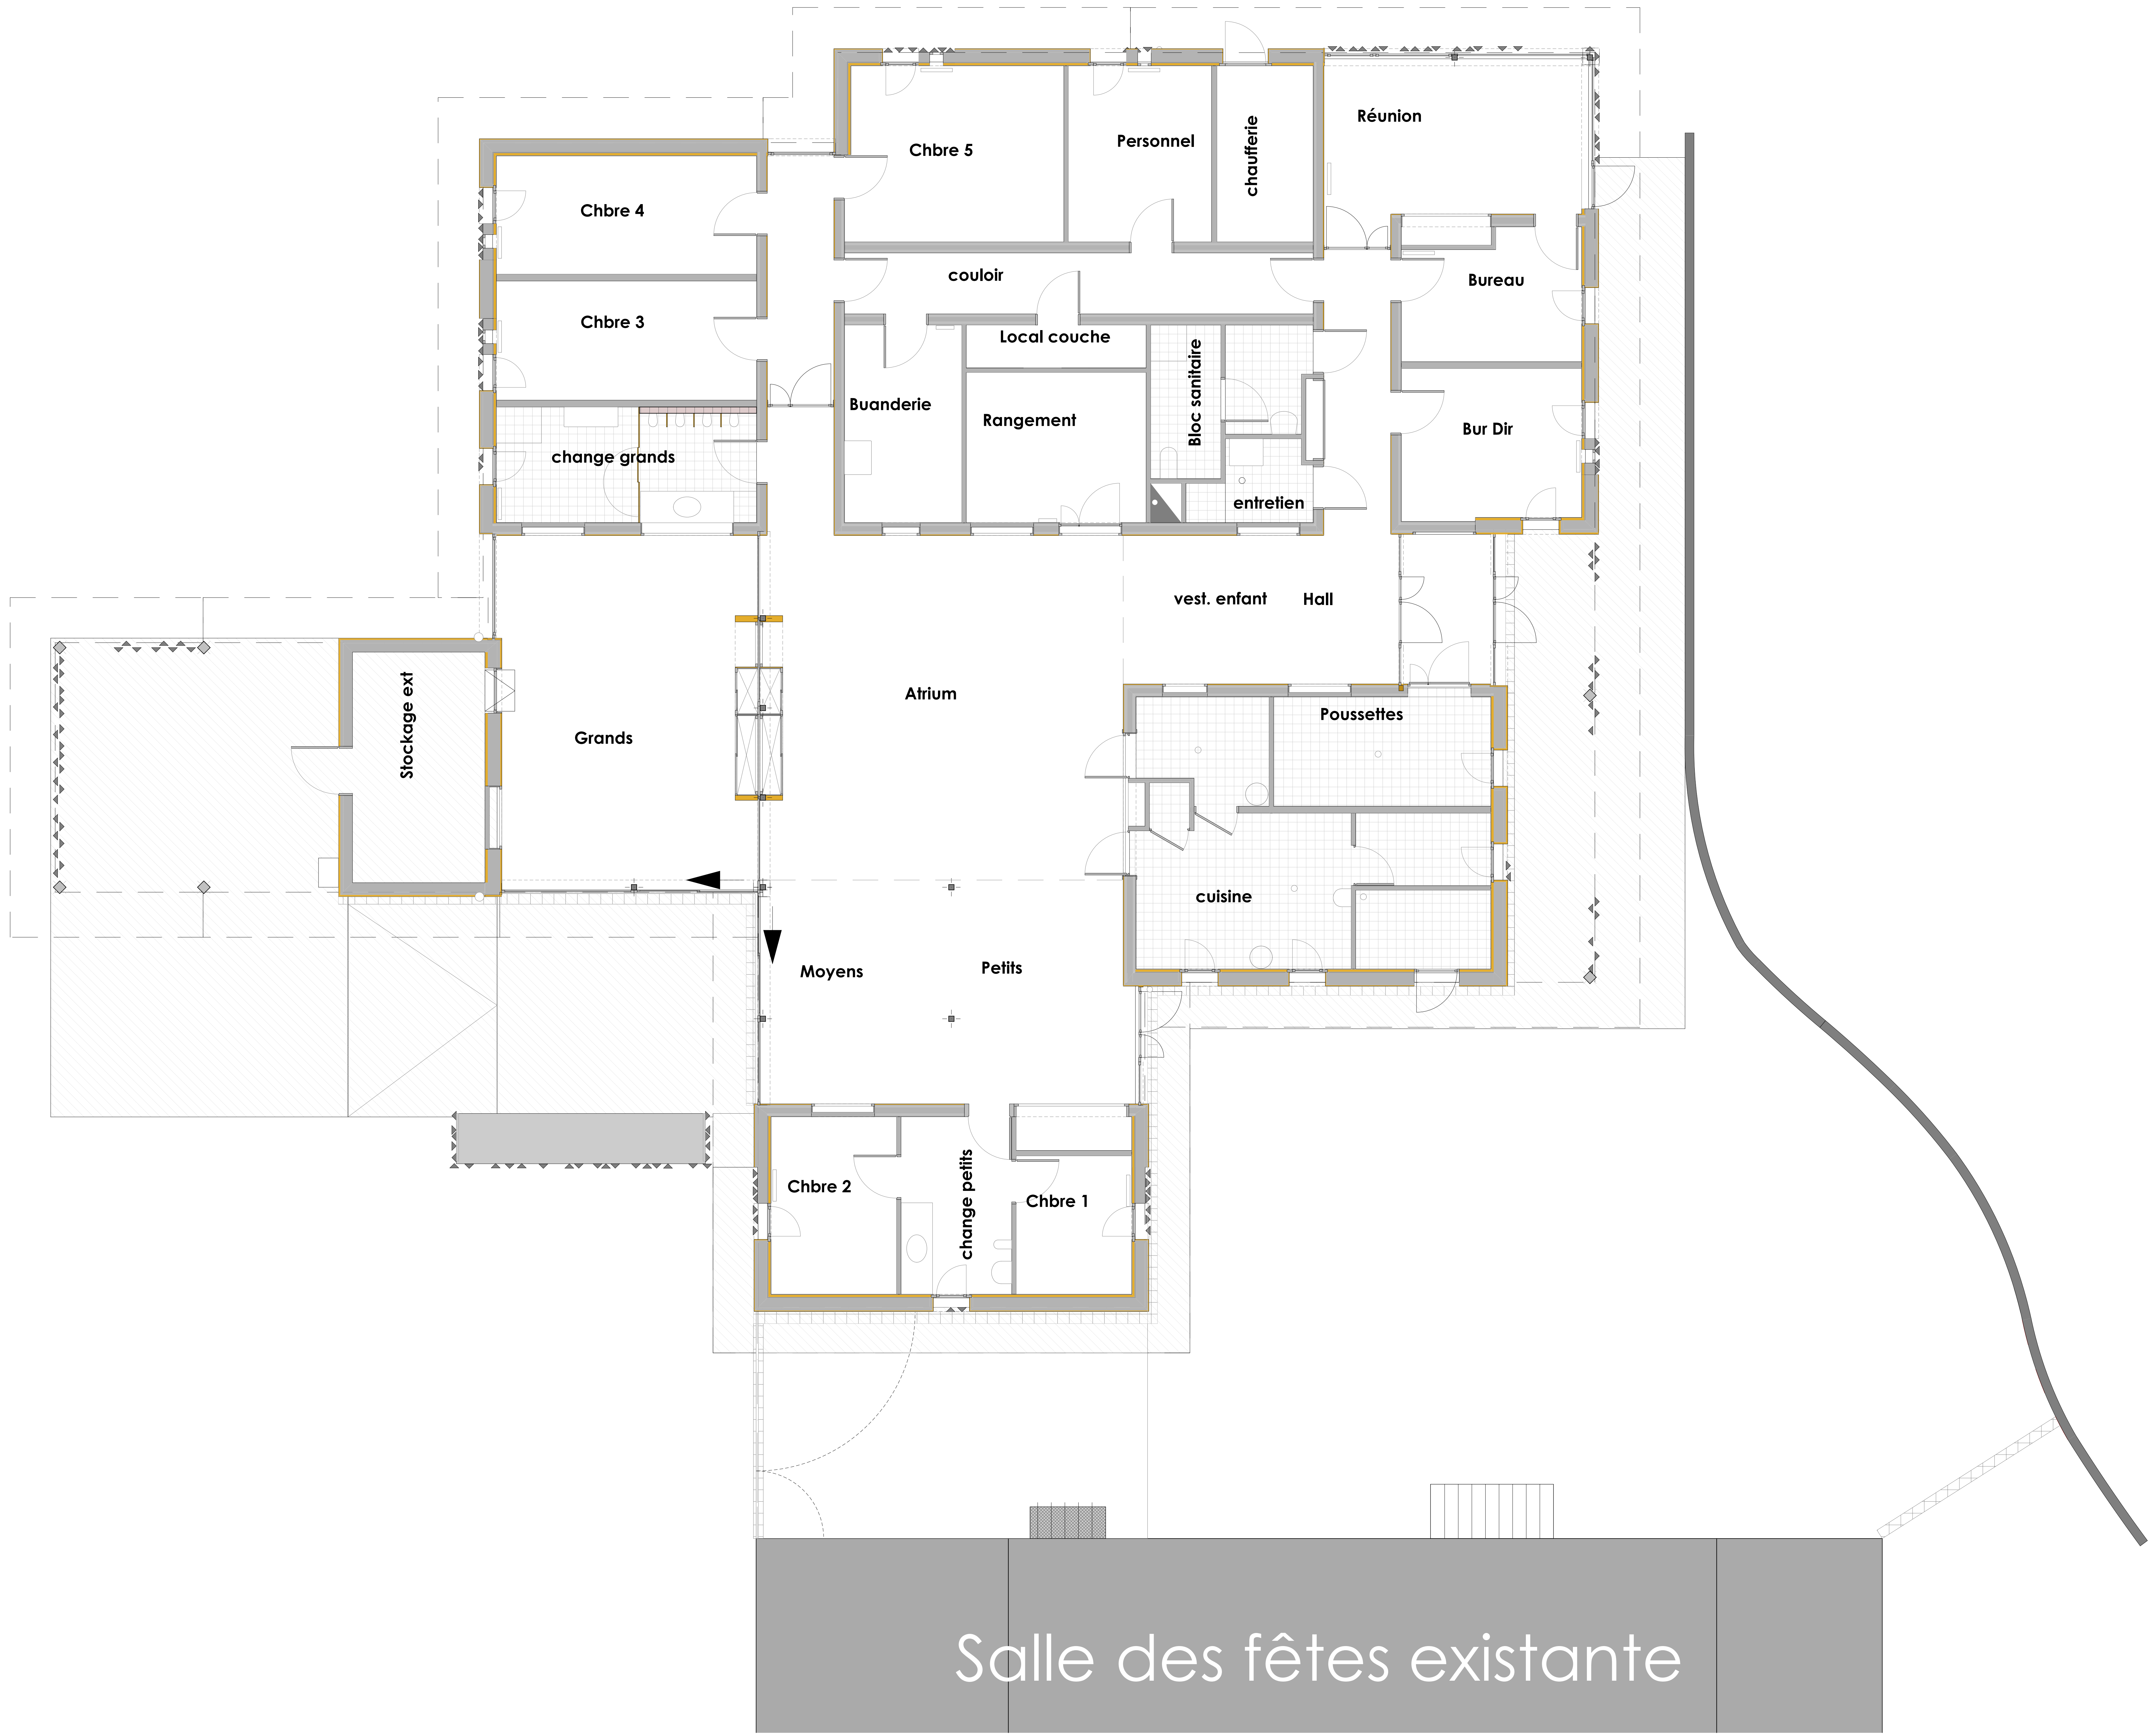 Réunion
Personnel
chaufferie
Chbre 5
Chbre 4
couloir
Bureau
Chbre 3
Local couche
Bloc sanitaire
Buanderie
Rangement
Bur Dir
change grands
entretien
vest. enfant
Hall
Atrium
Poussettes
Stockage ext
Grands
cuisine
Moyens
Petits
Chbre 2
change petits
Chbre 1
Salle des fêtes existante